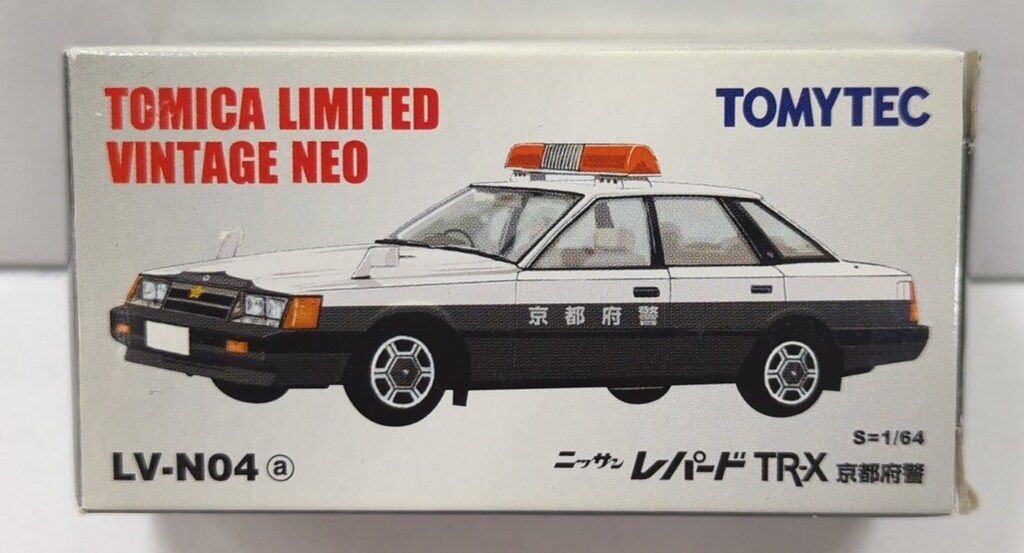 TOMICA LIMITED
VINTAGE NEO
TOMYTEC
京都府警
S=1/64
LV-N04 ⓐ
ニッサン レパード TR-X 京都府警